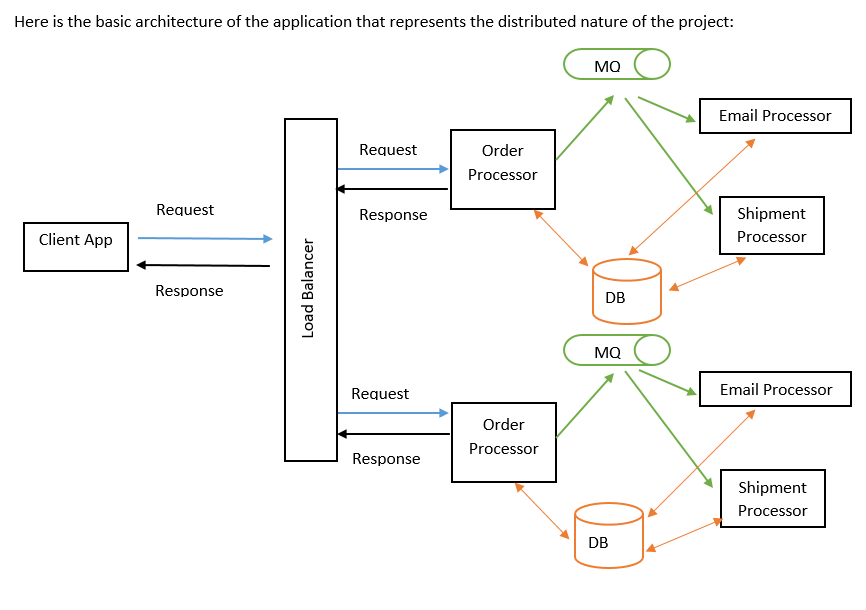 Here is the basic architecture of the application that represents the distributed nature of the project:
MQ
Email Processor
Request
Order
Processor
Response
Shipment
Processor
Request
Client App
Response
Load Balancer
DB
MQ
Request
Email Processor
Order
Processor
Response
Shipment
Processor
DB